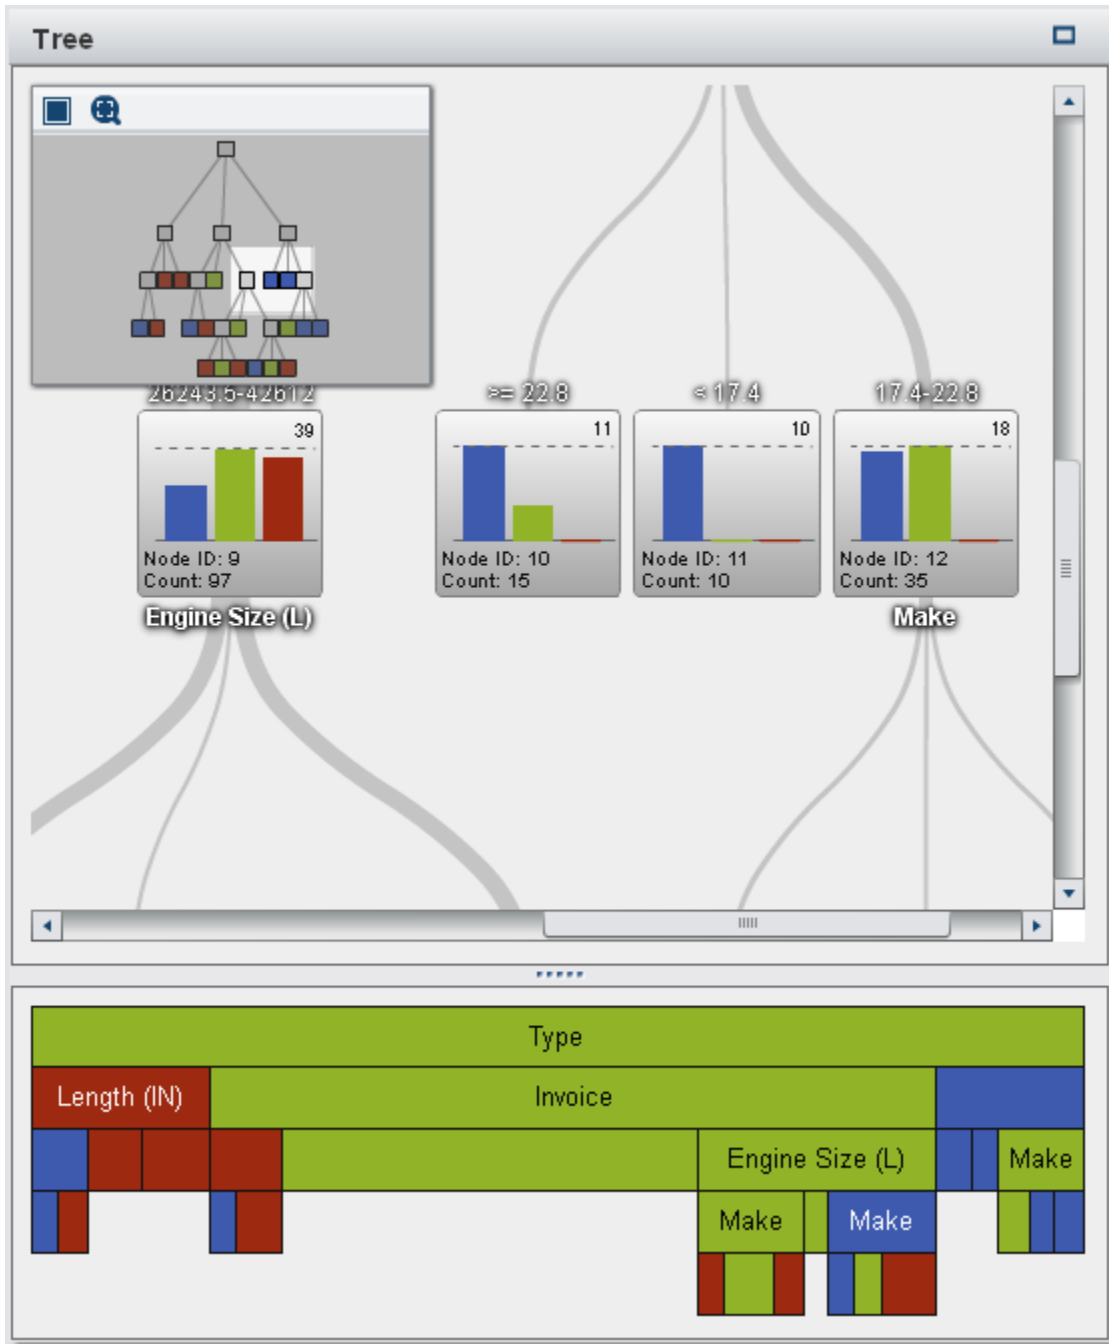 Tree
26243.5-42612
>= 22.8
< 17.4
17.4-22.8
39
11
10
18
Node ID: 9
Count: 97
Node ID: 10
Count: 15
Node ID: 11
Count: 10
Node ID: 12
Count: 35
Engine Size (L)
Make
Type
Length (IN)
Invoice
Engine Size (L)
Make
Make
Make